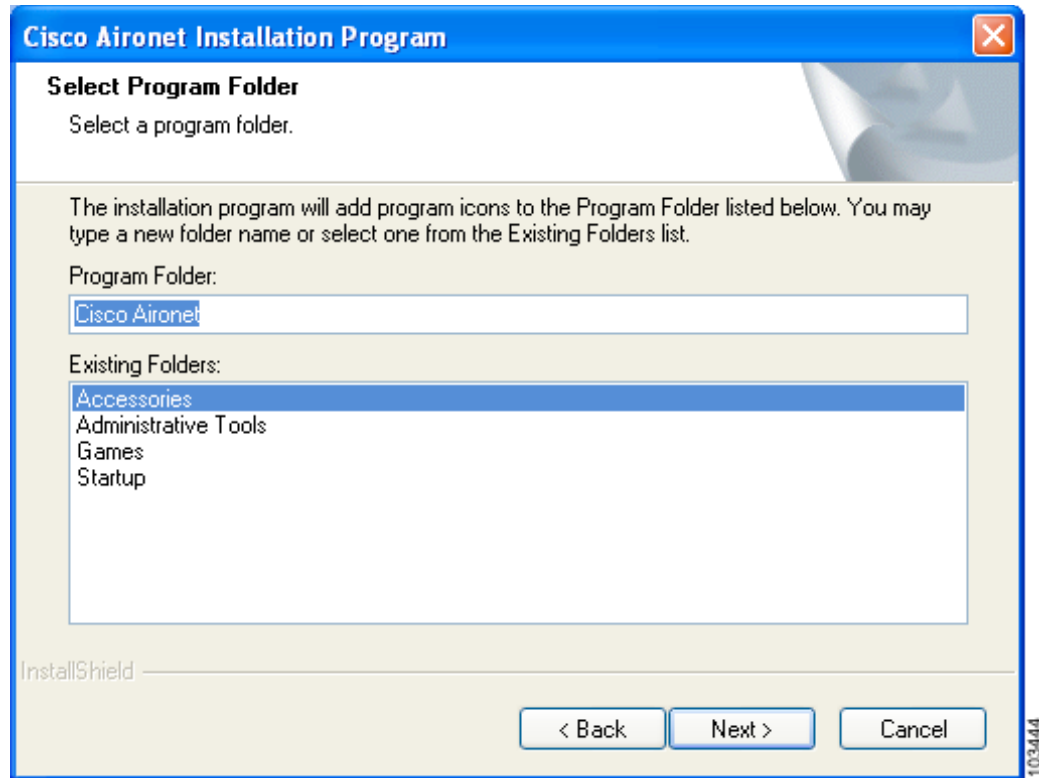 Cisco Aironet Installation Program
Select Program Folder
Select a program folder.
The installation program will add program icons to the Program Folder listed below. You may
type a new folder name or select one from the Existing Folders list.
Program Folder:
Cisco Aironet
Existing Folders:
Accessories
Administrative Tools
Games
Startup
InstallShield
< Back
Next >
Cancel
103444